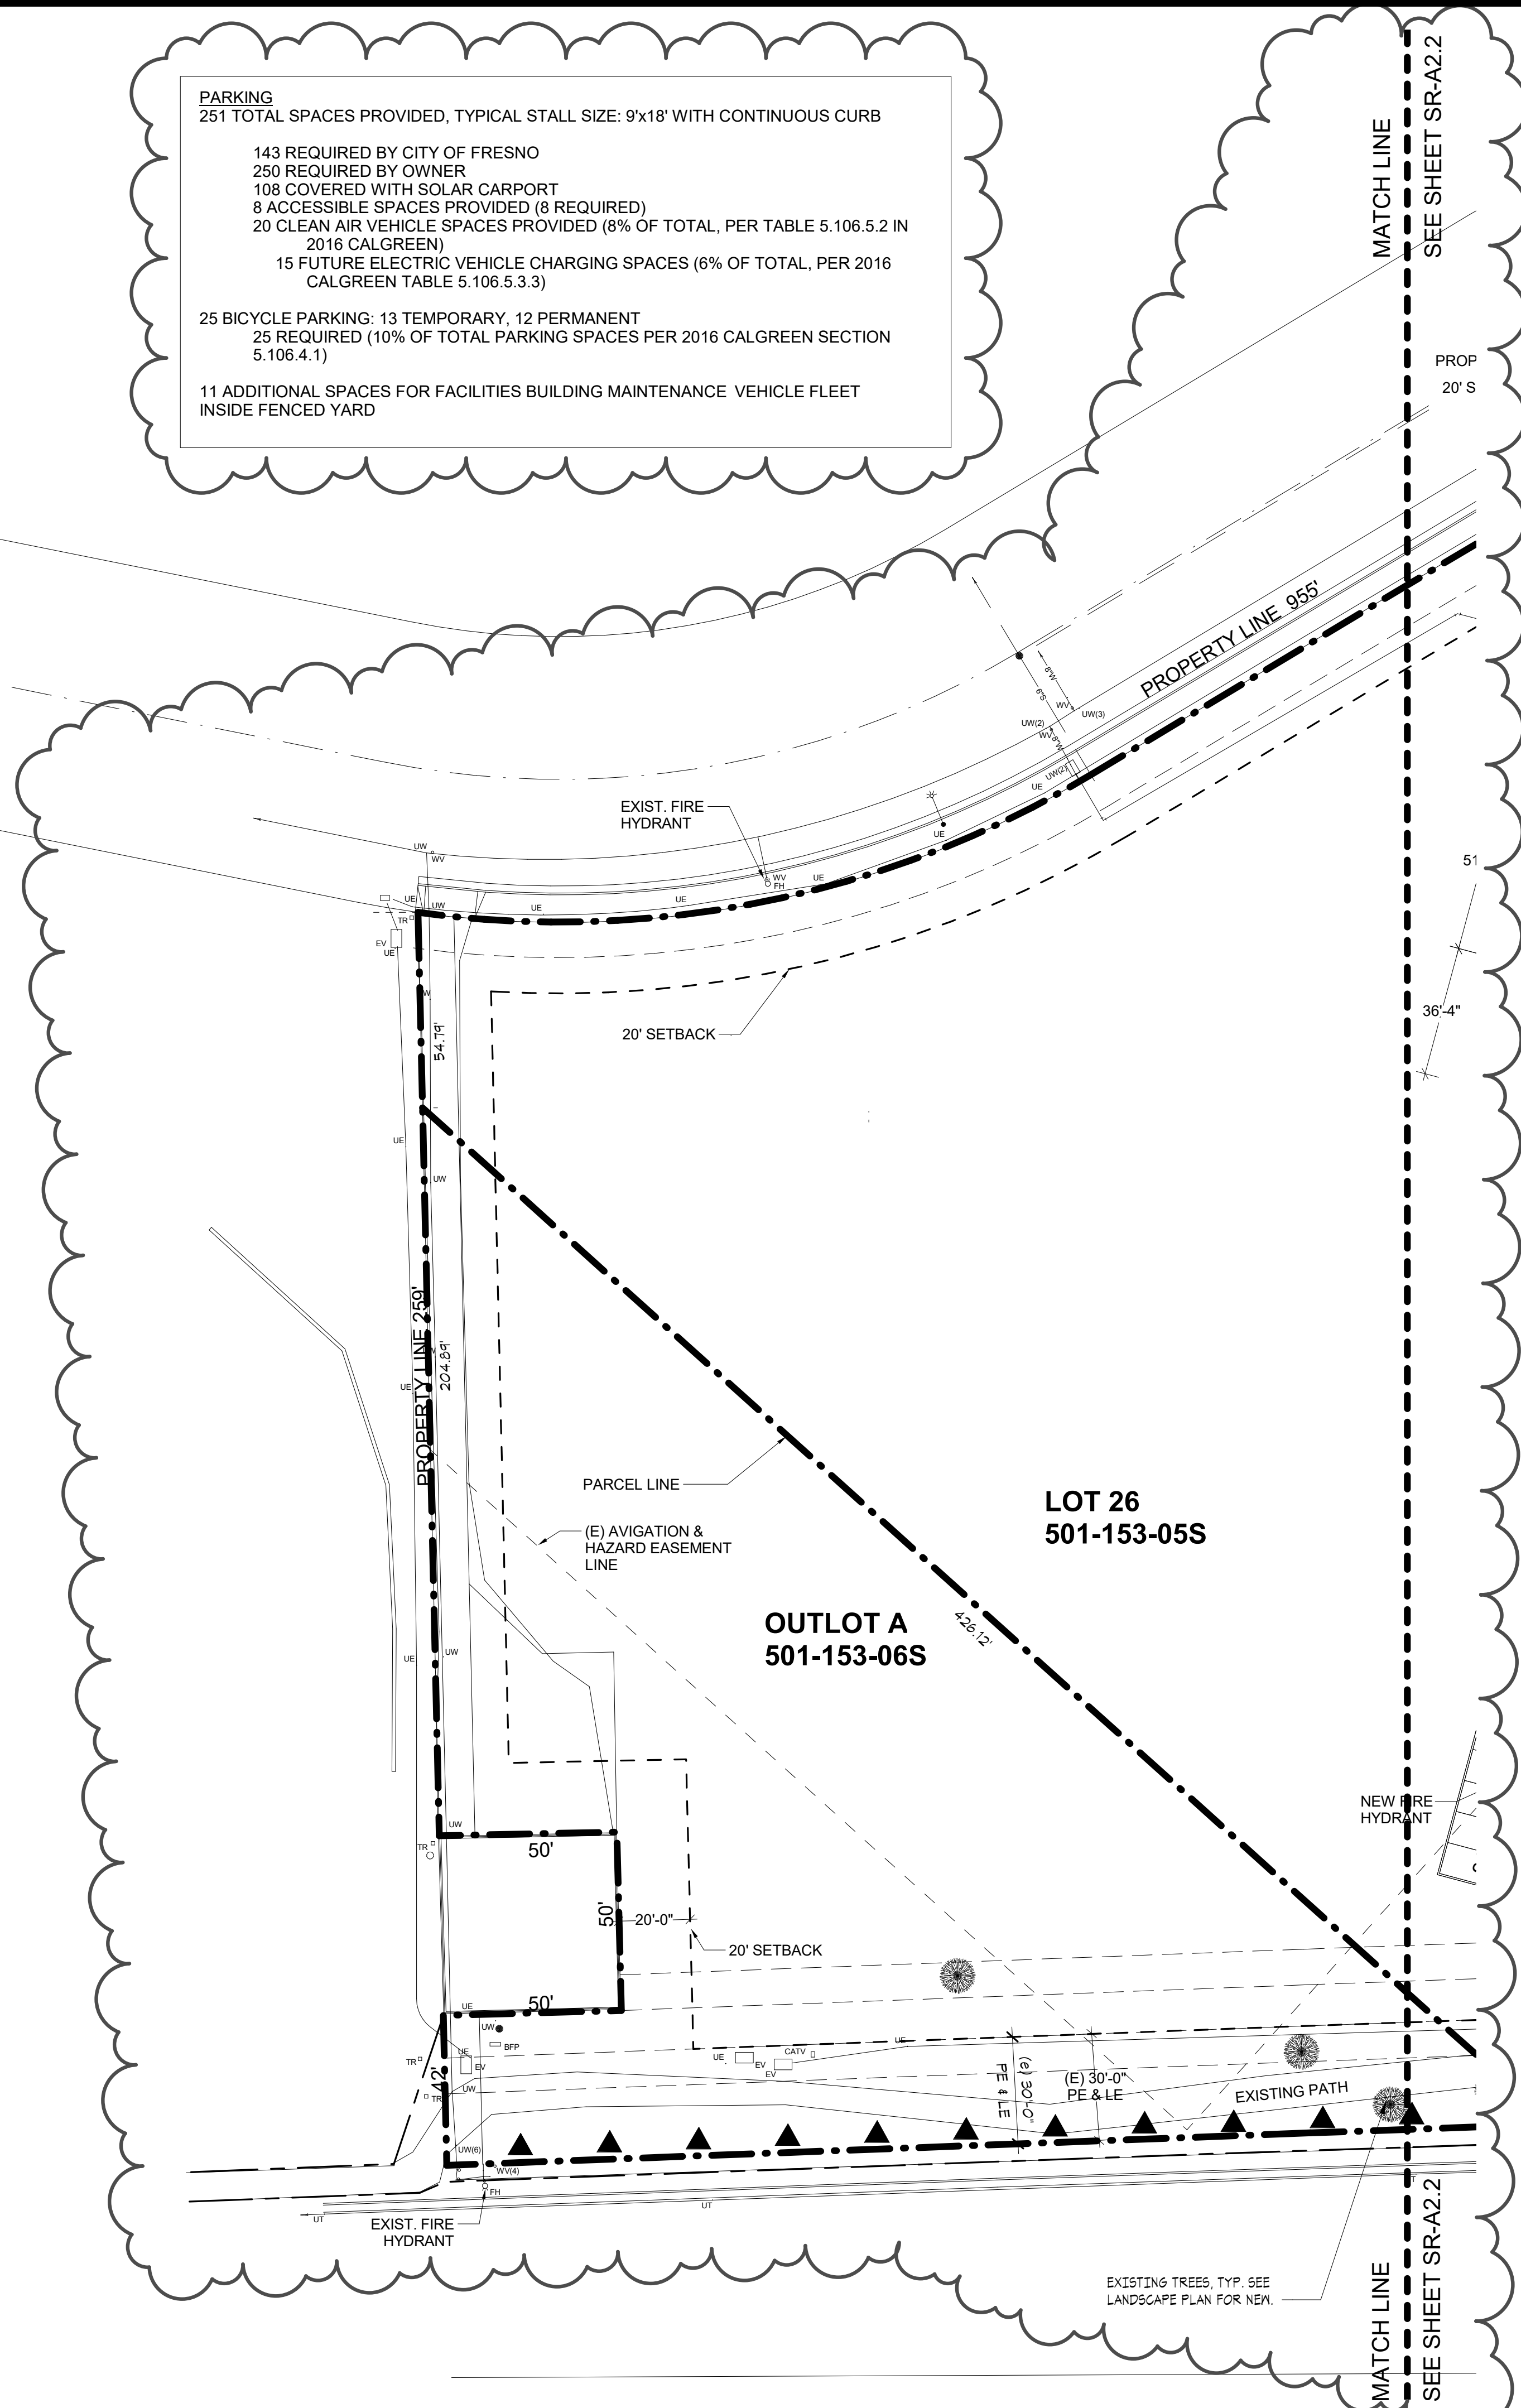 PARKING
251 TOTAL SPACES PROVIDED, TYPICAL STALL SIZE: 9'x18' WITH CONTINUOUS CURB
143 REQUIRED BY CITY OF FRESNO
250 REQUIRED BY OWNER
108 COVERED WITH SOLAR CARPORT
8 ACCESSIBLE SPACES PROVIDED (8 REQUIRED)
20 CLEAN AIR VEHICLE SPACES PROVIDED (8% OF TOTAL, PER TABLE 5.106.5.2 IN
2016 CALGREEN)
15 FUTURE ELECTRIC VEHICLE CHARGING SPACES (6% OF TOTAL, PER 2016
CALGREEN TABLE 5.106.5.3.3)
25 BICYCLE PARKING: 13 TEMPORARY, 12 PERMANENT
25 REQUIRED (10% OF TOTAL PARKING SPACES PER 2016 CALGREEN SECTION
5.106.4.1)
11 ADDITIONAL SPACES FOR FACILITIES BUILDING MAINTENANCE VEHICLE FLEET
INSIDE FENCED YARD
MATCH LINE
SEE SHEET SR-A2.2
PROP
20' S
PROPERTY LINE 955'
8"W
6"S
WV
UW(3)
UW(2)
WV
8"W
UW(2)
UE
EXIST. FIRE
HYDRANT
UE
UW
WV
WV
FH
UE
51
UE
UW
UE
UE
TR
EV
UE
W
36'-4"
20' SETBACK
54.79'
UE
UW
PROPERTY LINE 259'
204.89'
UE
PARCEL LINE
LOT 26
501-153-05S
(E) AVIGATION &
HAZARD EASEMENT
LINE
OUTLOT A
501-153-06S
426.12'
UE
UW
NEW FIRE
HYDRANT
UW
TR
50'
50'
20'-0"
20' SETBACK
UE
50'
UW
BFP
UE
TR
EV
42'
UW
TR
UE
CATV
UE
EV
EV
(e) 30'-0"
PE & LE
(E) 30'-0"
PE & LE
EXISTING PATH
UW(6)
WV(4)
FH
UT
UT
T
EXIST. FIRE
HYDRANT
EXISTING TREES, TYP. SEE
LANDSCAPE PLAN FOR NEW.
MATCH LINE
SEE SHEET SR-A2.2